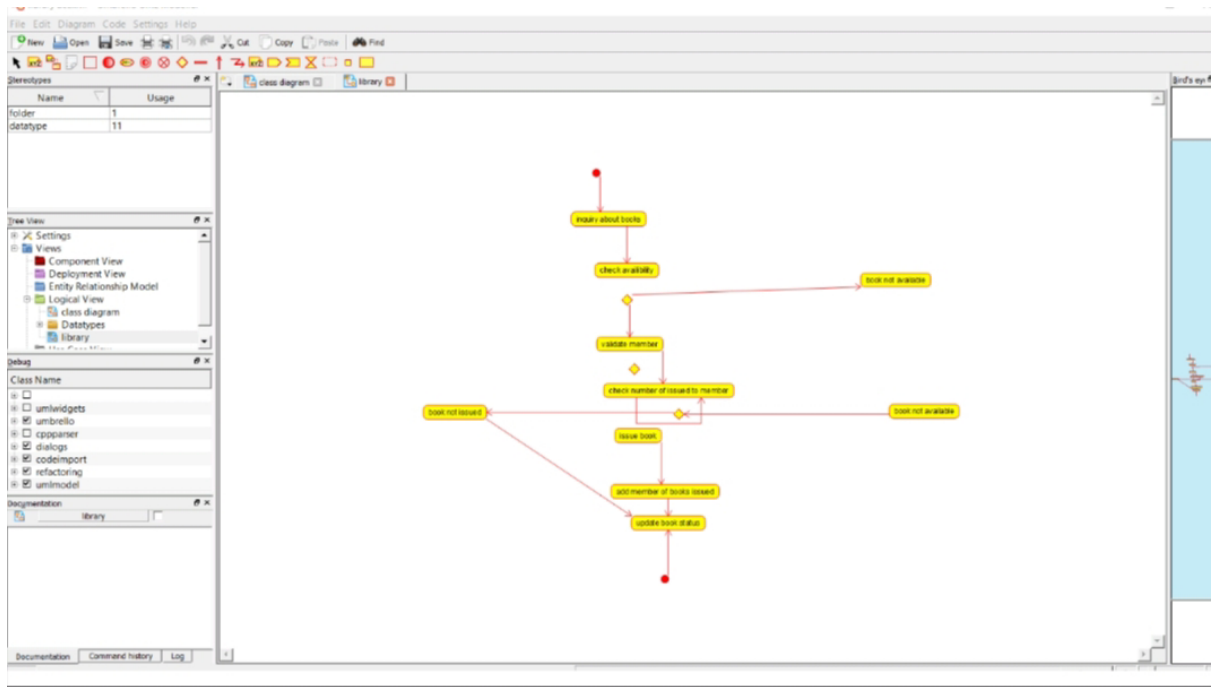 File Edit Diagram Code Settings Help
New Open Save Cut Copy Paste Find
Stereotypes
Name Usage
folder 1
datatype 11
Tree View
Settings
Views
Component View
Deployment View
Entity Relationship Model
Logical View
class diagram
Datatypes
library
Debug
Class Name
umlwidgets
umbrello
cppparser
dialogs
codeimport
refactoring
umlmodel
Documentation
library
Documentation Command history Log
class diagram library
Bird's ey
inquiry about books
check avalibility
book not available
validate member
check number of issued to member
book not issued
book not available
issue book
add member of books issued
update book status